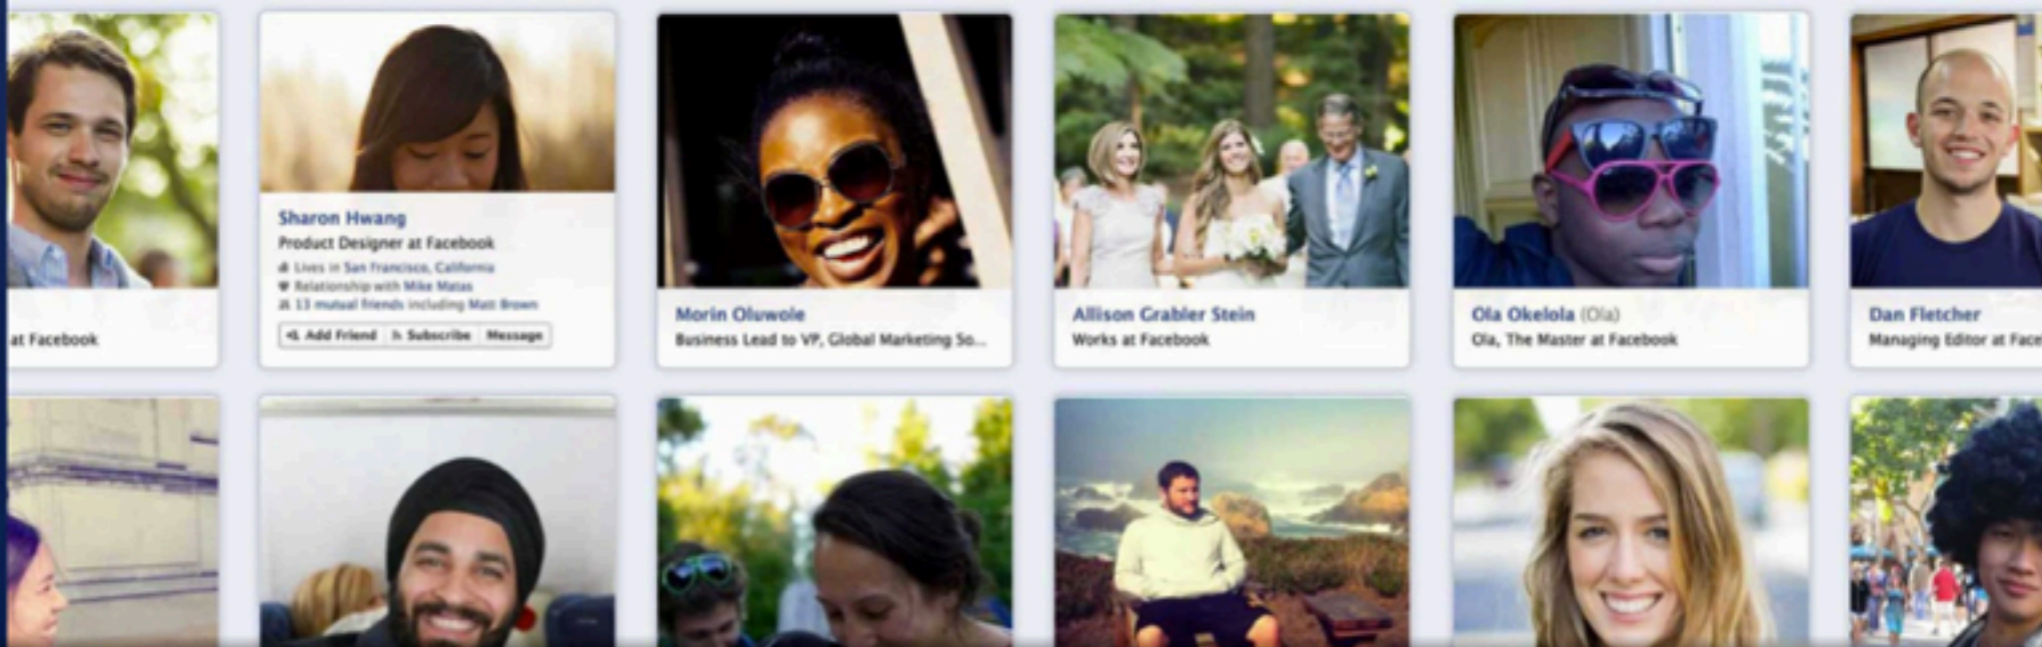 at Facebook
Sharon Hwang
Product Designer at Facebook
Lives in San Francisco, California
Relationship with Mike Matas
13 mutual friends including Matt Brown
Add Friend Subscribe Message
Morin Oluwole
Business Lead to VP, Global Marketing So...
Allison Grabler Stein
Works at Facebook
Ola Okelola (Ola)
Ola, The Master at Facebook
Dan Fletcher
Managing Editor at Face